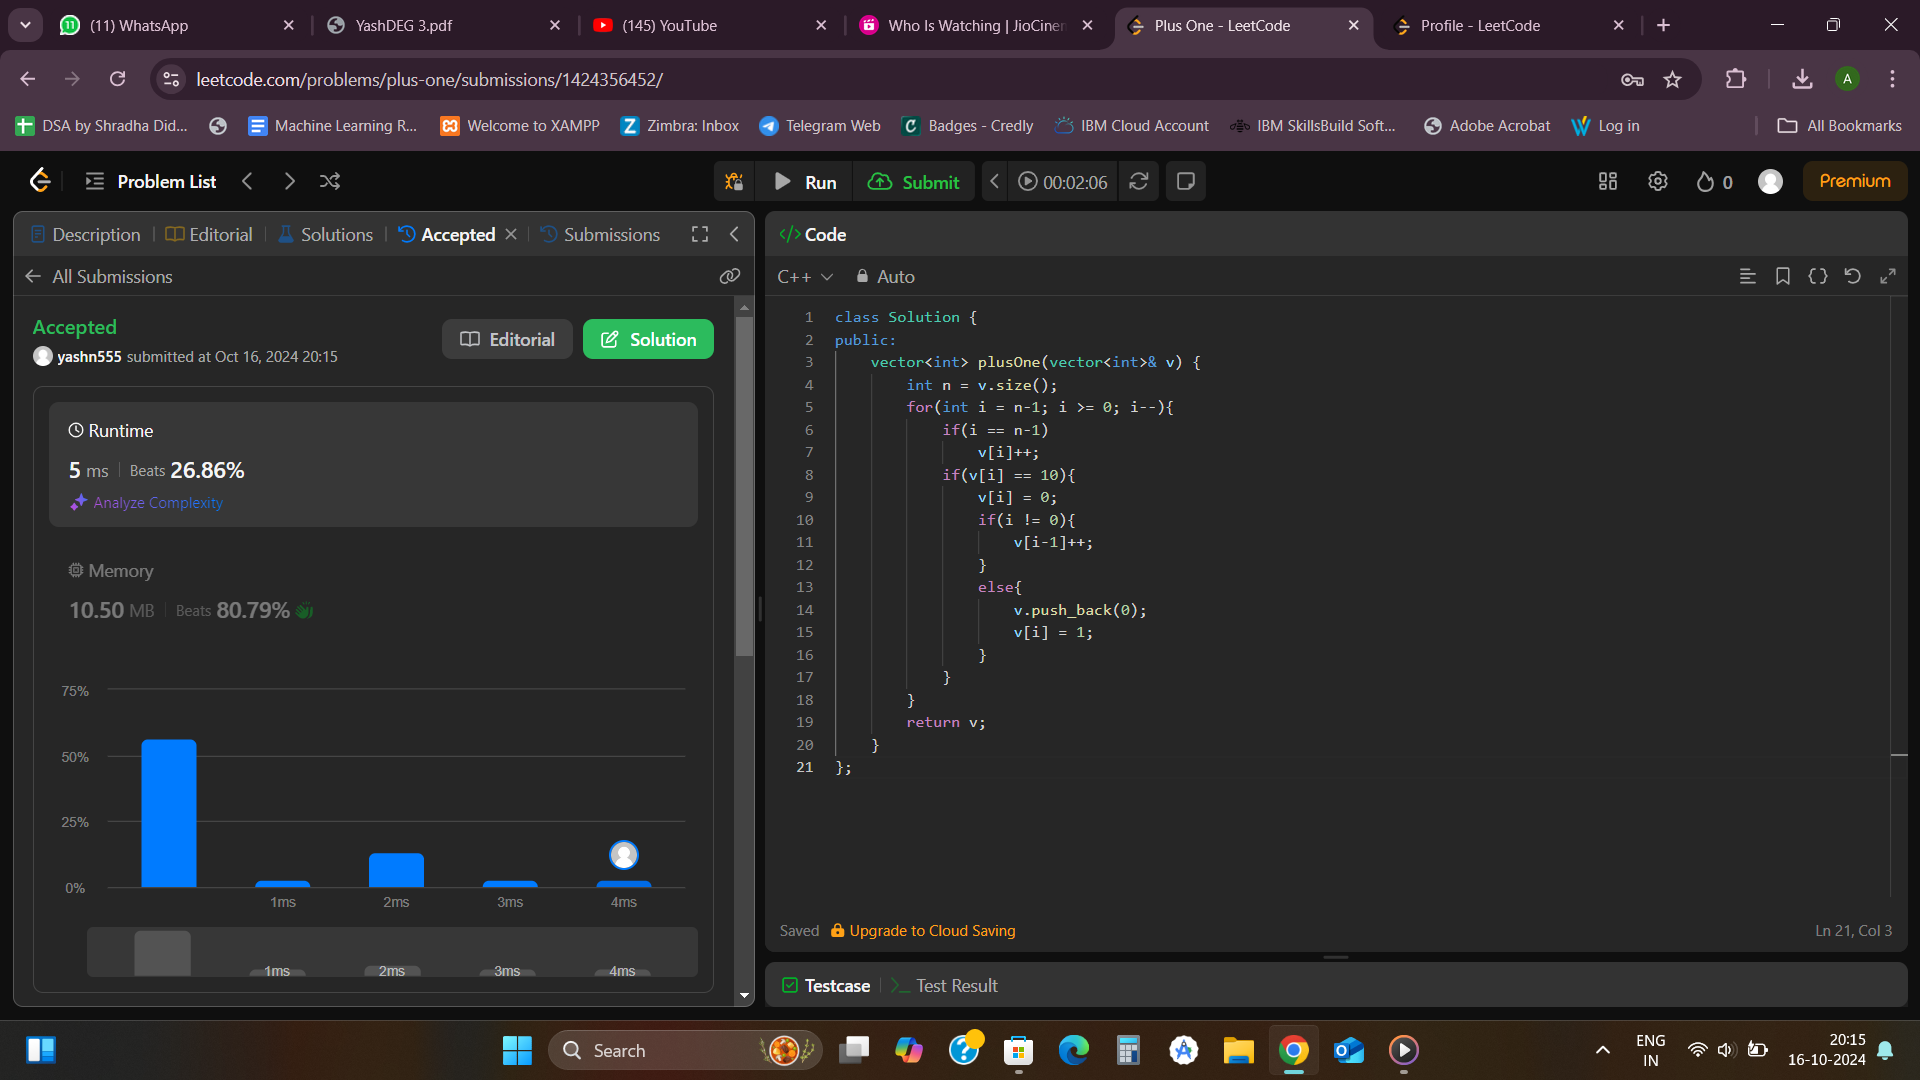 (11) WhatsApp
YashDEG 3.pdf
(145) YouTube
Who Is Watching | JioCinem
Plus One - LeetCode
Profile - LeetCode
leetcode.com/problems/plus-one/submissions/1424356452/
A
DSA by Shradha Did...
Machine Learning R...
Welcome to XAMPP
Zimbra: Inbox
Telegram Web
Badges - Credly
IBM Cloud Account
IBM SkillsBuild Soft...
Adobe Acrobat
Log in
All Bookmarks
Problem List
Run
Submit
00:02:06
0
Premium
Description
Editorial
Solutions
Accepted
Submissions
All Submissions
Accepted
yashn555 submitted at Oct 16, 2024 20:15
Editorial
Solution
Runtime
5 ms | Beats 26.86%
Analyze Complexity
Memory
10.50 MB | Beats 80.79%
75%
50%
25%
0%
1ms 2ms 3ms 4ms
1ms 2ms 3ms 4ms
</> Code
C++
Auto
1 class Solution {
2 public:
3     vector<int> plusOne(vector<int>& v) {
4         int n = v.size();
5         for(int i = n-1; i >= 0; i--){
6             if(i == n-1)
7                 v[i]++;
8             if(v[i] == 10){
9                 v[i] = 0;
10                 if(i != 0){
11                     v[i-1]++;
12                 }
13                 else{
14                     v.push_back(0);
15                     v[i] = 1;
16                 }
17             }
18         }
19         return v;
20     }
21 };
Saved
Upgrade to Cloud Saving
Ln 21, Col 3
Testcase
Test Result
Search
ENG
IN
20:15
16-10-2024